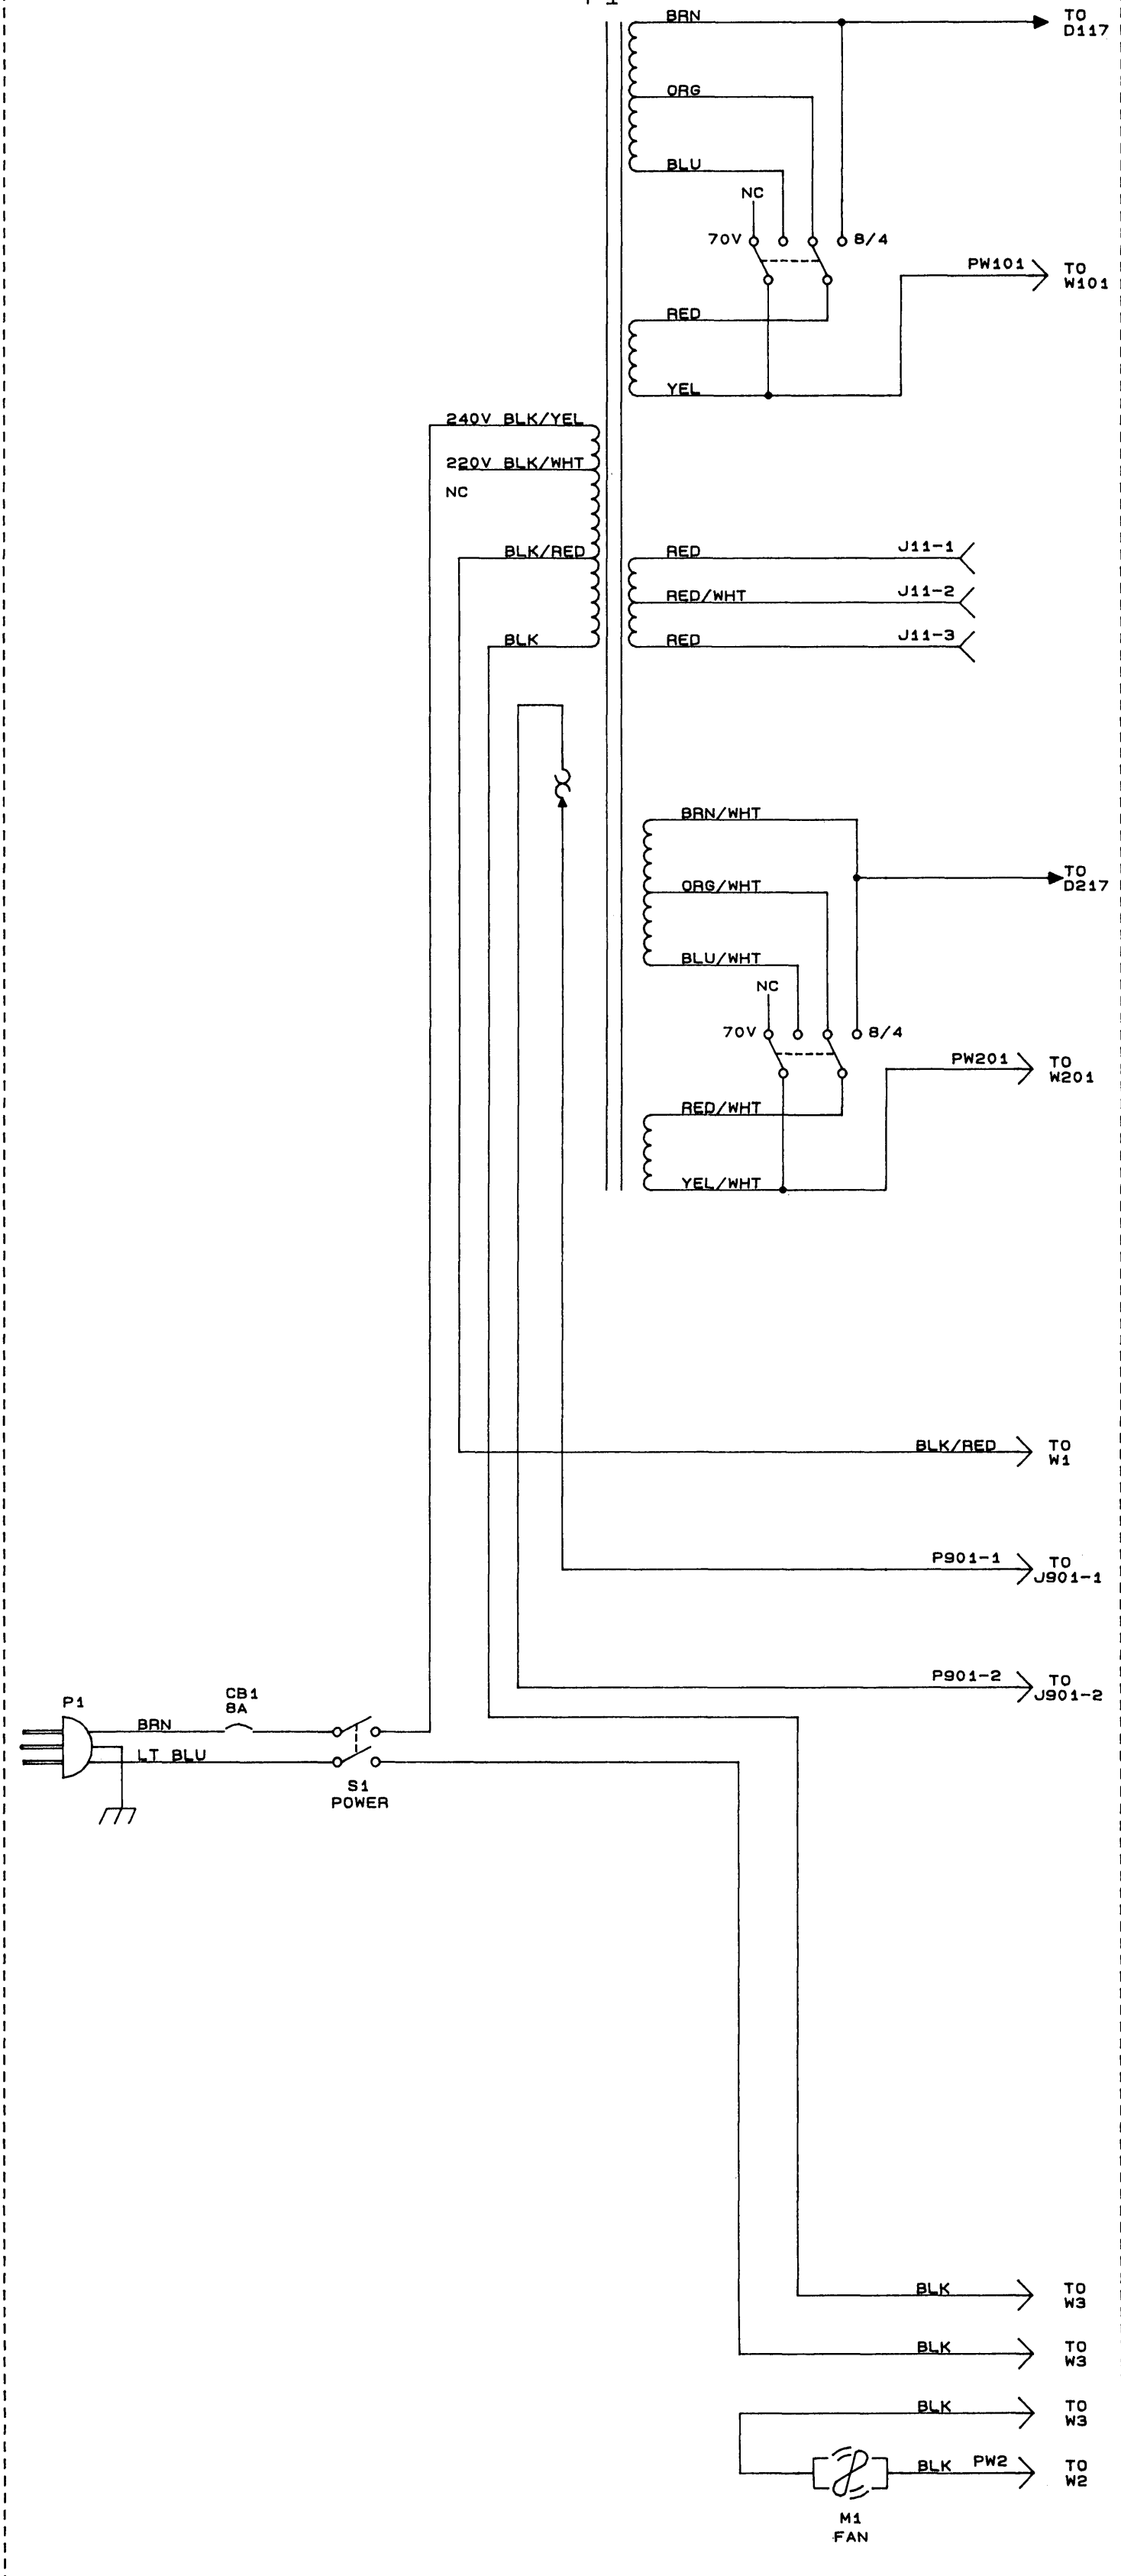 BRN
TO
D117
ORG
BLU
NC
70V
8/4
PW101
TO
W101
RED
YEL
240V BLK/YEL
220V BLK/WHT
NC
BLK/RED
RED
J11-1
RED/WHT
J11-2
BLK
RED
J11-3
BRN/WHT
TO
D217
ORG/WHT
BLU/WHT
NC
70V
8/4
PW201
TO
W201
RED/WHT
YEL/WHT
BLK/RED
TO
W1
P901-1
TO
J901-1
P901-2
TO
J901-2
P1
CB1
8A
BRN
LT BLU
S1
POWER
BLK
TO
W3
BLK
TO
W3
BLK
TO
W3
BLK
PW2
TO
W2
M1
FAN